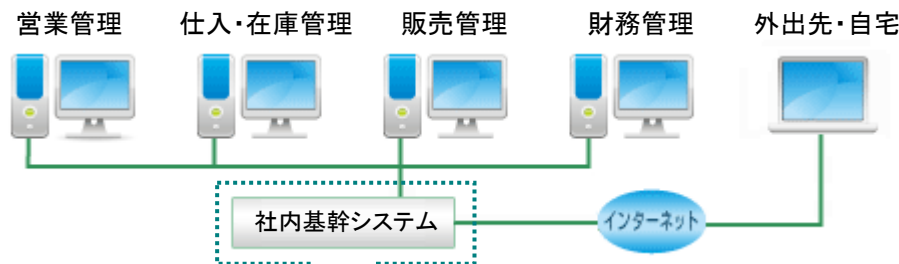 営業管理
仕入・在庫管理
販売管理
財務管理
外出先・自宅
社内基幹システム
インターネット